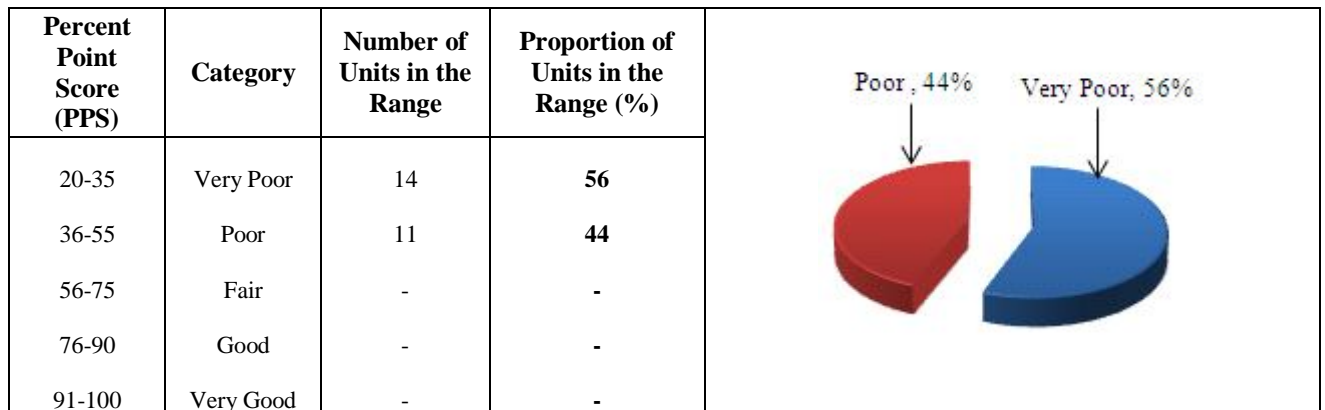 Percent Point Score (PPS) Category Number of Units in the Range Proportion of Units in the Range (%)
20-35 Very Poor 14 56
36-55 Poor 11 44
56-75 Fair - -
76-90 Good - -
91-100 Very Good - -
Poor , 44% Very Poor, 56%